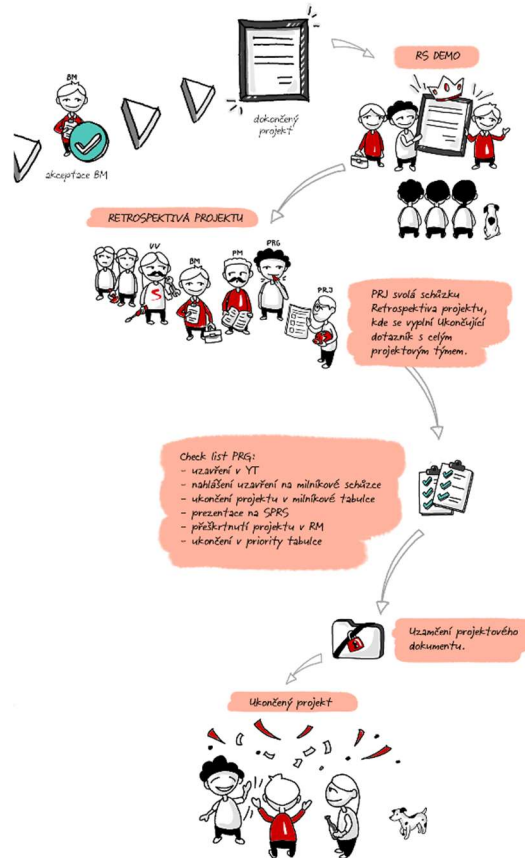 BM
akceptace BM
dokončený
projekt
RS DEMO
RETROSPEKTIVA PROJEKTU
VV
BM
PM
PRG
PRJ
PRJ svolá schůzku
Retrospektiva projektu,
kde se vyplní Ukončující
dotazník s celým
projektovým týmem.
Check list PRG:
- uzavření v YT
- nahlášení uzavření na milníkové schůzce
- ukončení projektu v milníkové tabulce
- prezentace na SPRS
- přeškrtnutí projektu v RM
- ukončení v priority tabulce
Uzamčení projektového
dokumentu.
Ukončený projekt